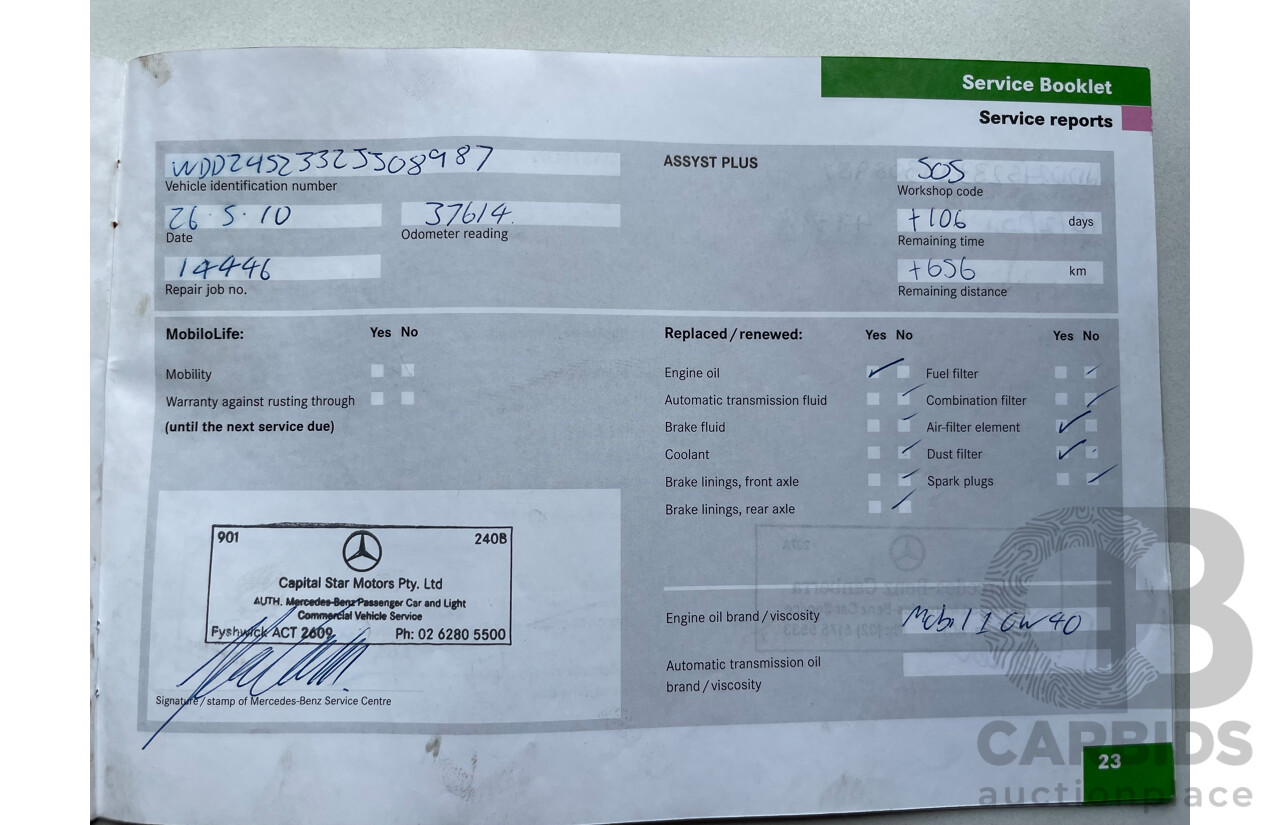 Service Booklet
Service reports
WDD2452332J508987
Vehicle identification number
ASSYST PLUS
505
Workshop code
26.5.10
Date
37614
Odometer reading
+106 days
Remaining time
14446
Repair job no.
+656 km
Remaining distance
MobiloLife: Yes No
Replaced / renewed: Yes No Yes No
Mobility
Engine oil
Fuel filter
Warranty against rusting through
Automatic transmission fluid
Combination filter
(until the next service due)
Brake fluid
Air-filter element
Coolant
Dust filter
Brake linings, front axle
Spark plugs
Brake linings, rear axle
901 240B
Capital Star Motors Pty. Ltd
AUTH. Mercedes-Benz Passenger Car and Light
Commercial Vehicle Service
Fyshwick ACT 2609 Ph: 02 6280 5500
Signature / stamp of Mercedes-Benz Service Centre
Engine oil brand / viscosity
Mobil 1 0W40
Automatic transmission oil
brand / viscosity
23
CARBIDS
auctionplace